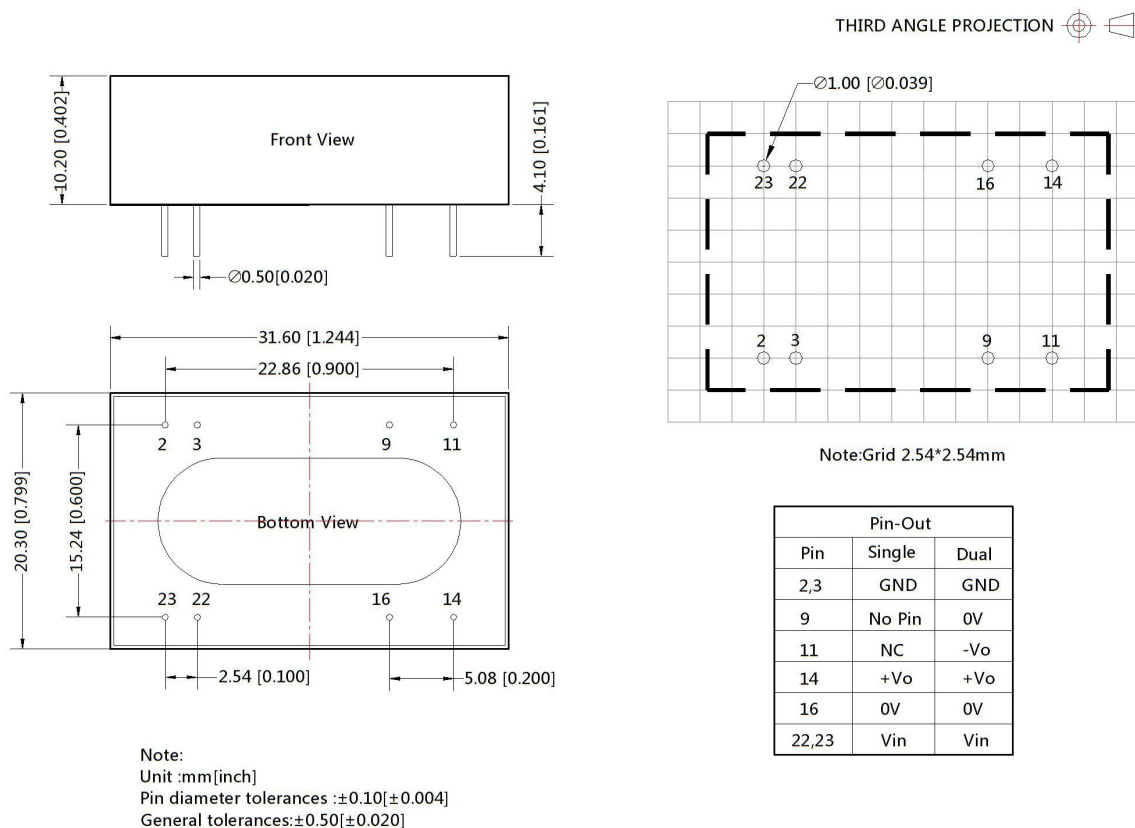 THIRD ANGLE PROJECTION
10.20 [0.402]
Front View
4.10 [0.161]
∅0.50[0.020]
∅1.00 [∅0.039]
23 22 16 14
2 3 9 11
Note:Grid 2.54*2.54mm
31.60 [1.244]
22.86 [0.900]
20.30 [0.799]
15.24 [0.600]
2 3 9 11
Bottom View
23 22 16 14
2.54 [0.100]
5.08 [0.200]
Pin-Out
Pin Single Dual
2,3 GND GND
9 No Pin 0V
11 NC -Vo
14 +Vo +Vo
16 0V 0V
22,23 Vin Vin
Note:
Unit :mm[inch]
Pin diameter tolerances :±0.10[±0.004]
General tolerances:±0.50[±0.020]